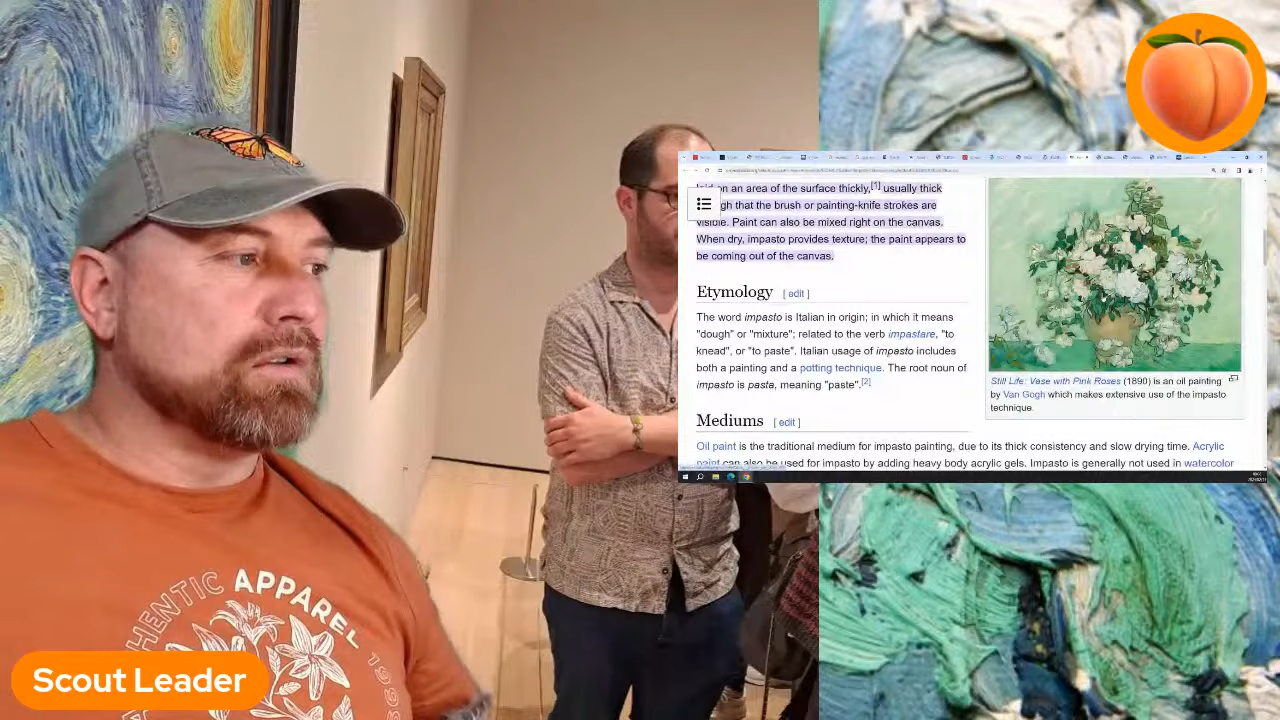 laid on an area of the surface thickly,[1] usually thick
that the brush or painting-knife strokes are
visible. Paint can also be mixed right on the canvas.
When dry, impasto provides texture; the paint appears to
be coming out of the canvas.
Etymology [ edit ]
The word impasto is Italian in origin; in which it means
"dough" or "mixture"; related to the verb impastare, "to
knead", or "to paste". Italian usage of impasto includes
both a painting and a potting technique. The root noun of
impasto is pasta, meaning "paste".[2]
Still Life: Vase with Pink Roses (1890) is an oil painting
by Van Gogh which makes extensive use of the impasto
technique.
Mediums [ edit ]
Oil paint is the traditional medium for impasto painting, due to its thick consistency and slow drying time. Acrylic
paint can also be used for impasto by adding heavy body acrylic gels. Impasto is generally not used in watercolor
HENTIC APPAREL 1969
Scout Leader